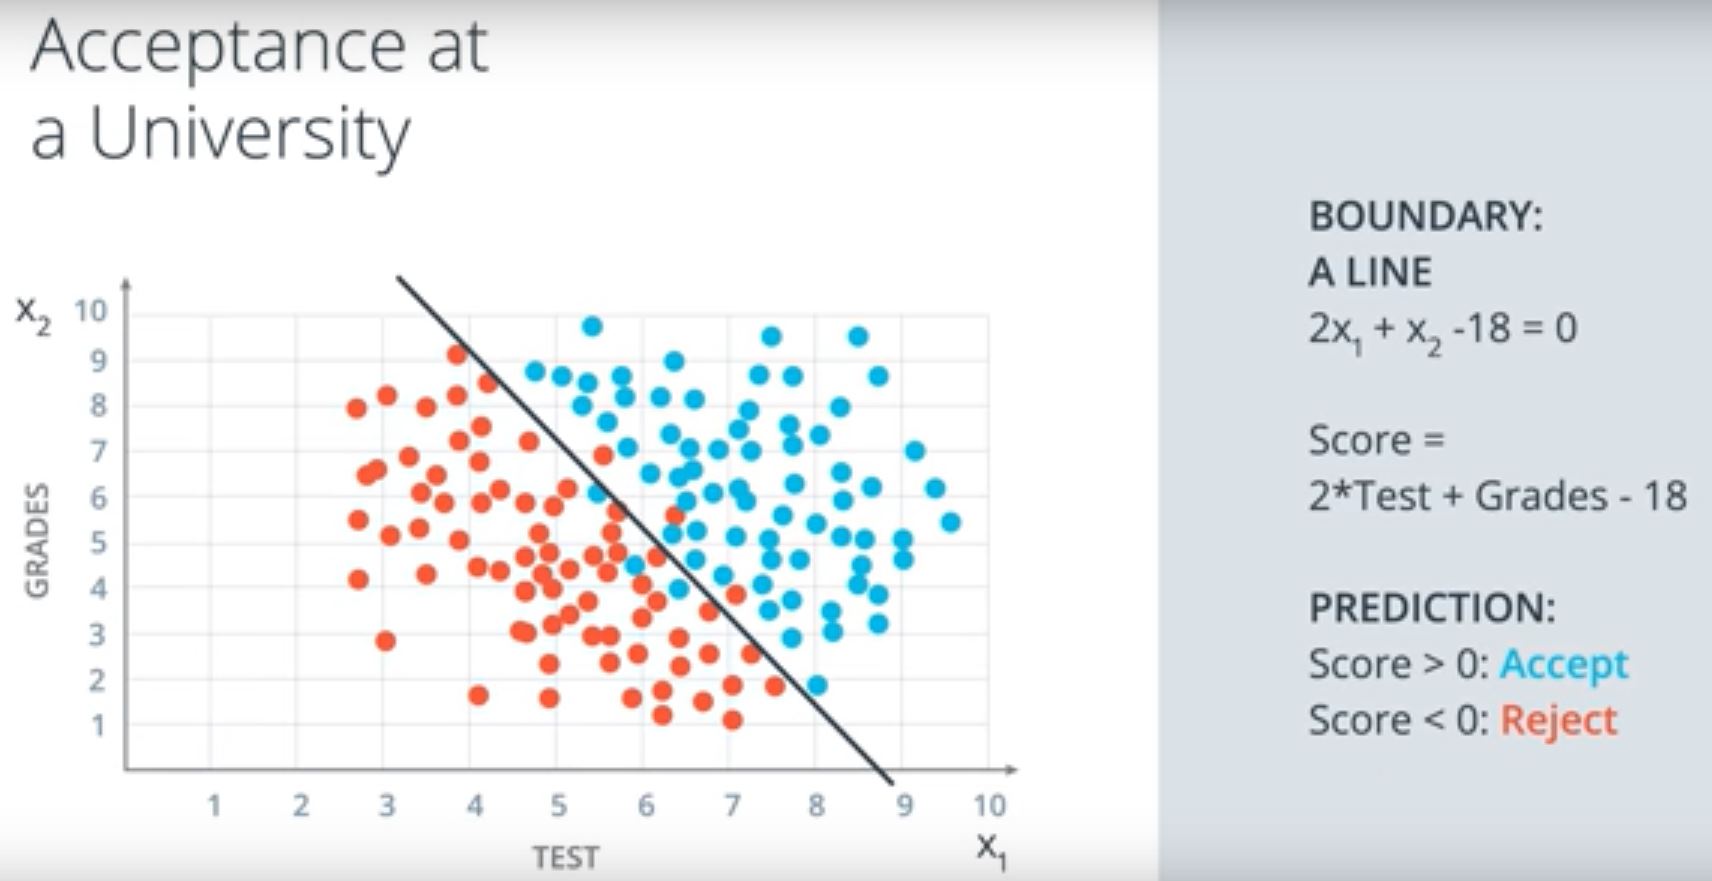 Acceptance at
a University
x₂
10
9
8
7
6
5
4
3
2
1
GRADES
1 2 3 4 5 6 7 8 9 10
TEST
x₁
BOUNDARY:
A LINE
2x₁ + x₂ -18 = 0
Score =
2*Test + Grades - 18
PREDICTION:
Score > 0: Accept
Score < 0: Reject